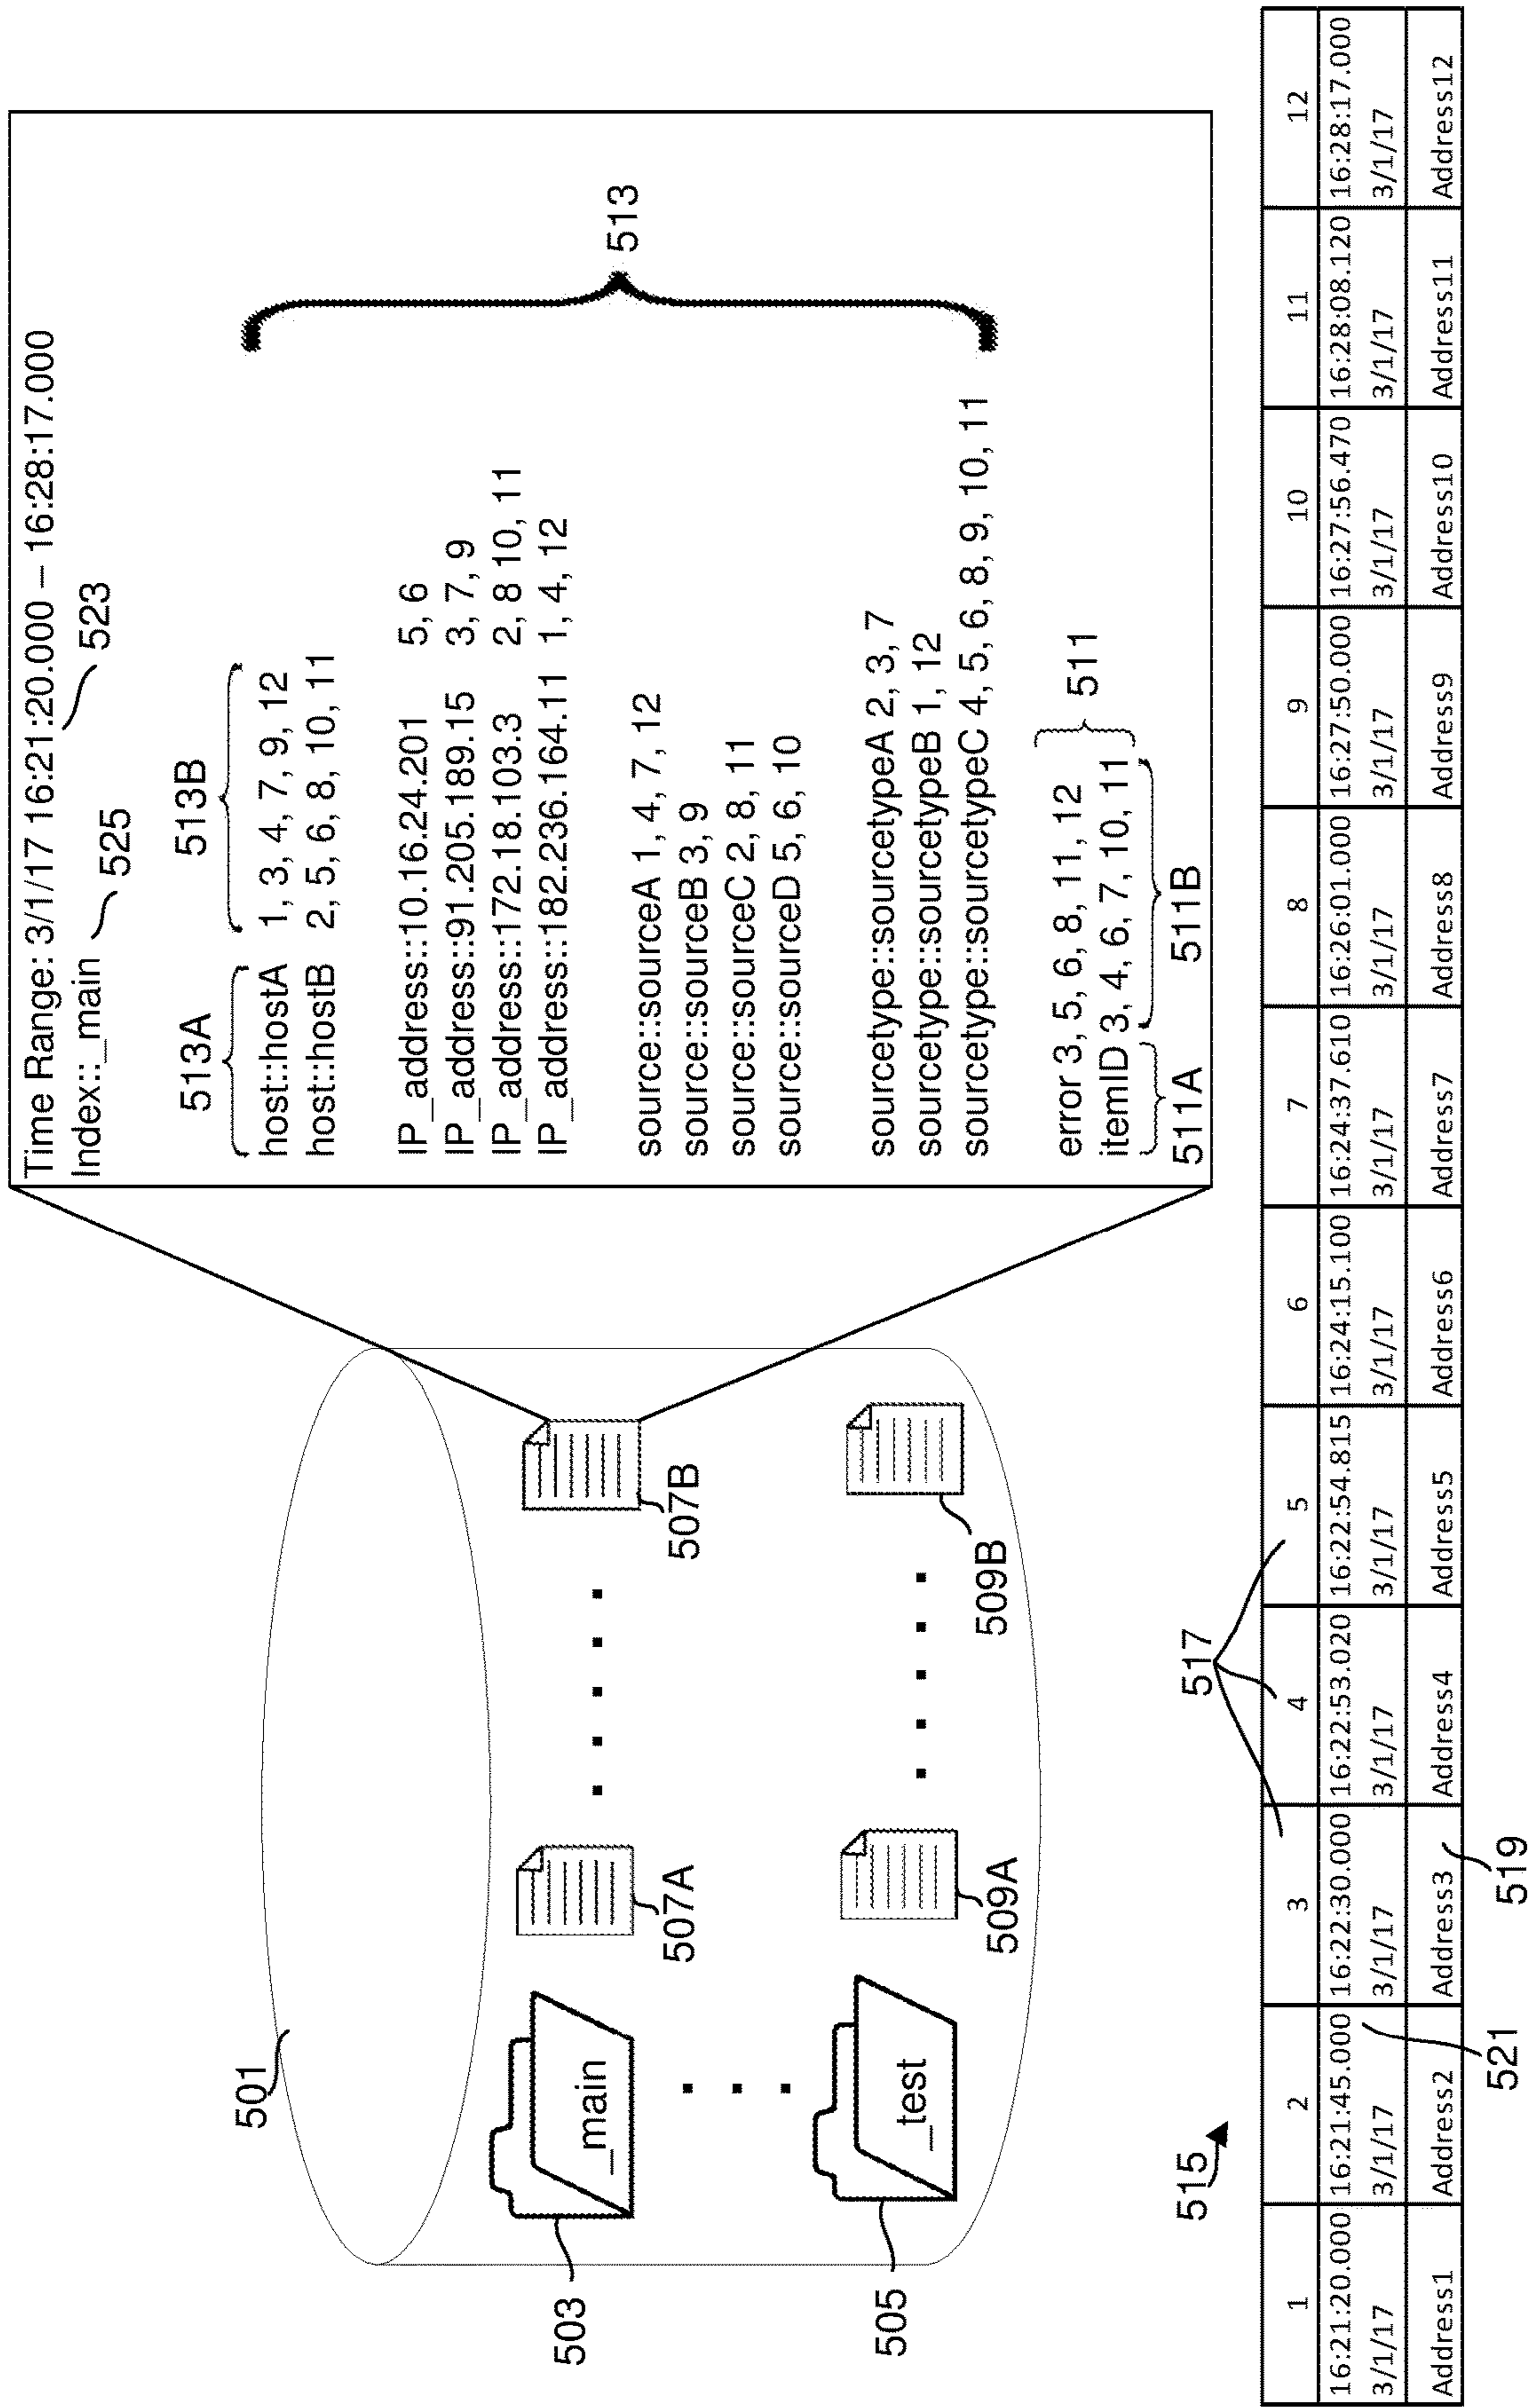 Time Range: 3/1/17 16:21:20.000 – 16:28:17.000
Index::_main
525
523
513A
513B
host::hostA 1, 3, 4, 7, 9, 12
host::hostB 2, 5, 6, 8, 10, 11
IP_address::10.16.24.201 5, 6
IP_address::91.205.189.15 3, 7, 9
IP_address::172.18.103.3 2, 8 10, 11
IP_address::182.236.164.11 1, 4, 12
513
source::sourceA 1, 4, 7, 12
source::sourceB 3, 9
source::sourceC 2, 8, 11
source::sourceD 5, 6, 10
sourcetype::sourcetypeA 2, 3, 7
sourcetype::sourcetypeB 1, 12
sourcetype::sourcetypeC 4, 5, 6, 8, 9, 10, 11
error 3, 5, 6, 8, 11, 12
itemID 3, 4, 6, 7, 10, 11
511
511A
511B
501
503
_main
507A
507B
505
_test
509A
509B
515
517
1 2 3 4 5 6 7 8 9 10 11 12
16:21:20.000 16:21:45.000 16:22:30.000 16:22:53.020 16:22:54.815 16:24:15.100 16:24:37.610 16:26:01.000 16:27:50.000 16:27:56.470 16:28:08.120 16:28:17.000
3/1/17 3/1/17 3/1/17 3/1/17 3/1/17 3/1/17 3/1/17 3/1/17 3/1/17 3/1/17 3/1/17 3/1/17
Address1 Address2 Address3 Address4 Address5 Address6 Address7 Address8 Address9 Address10 Address11 Address12
521
519